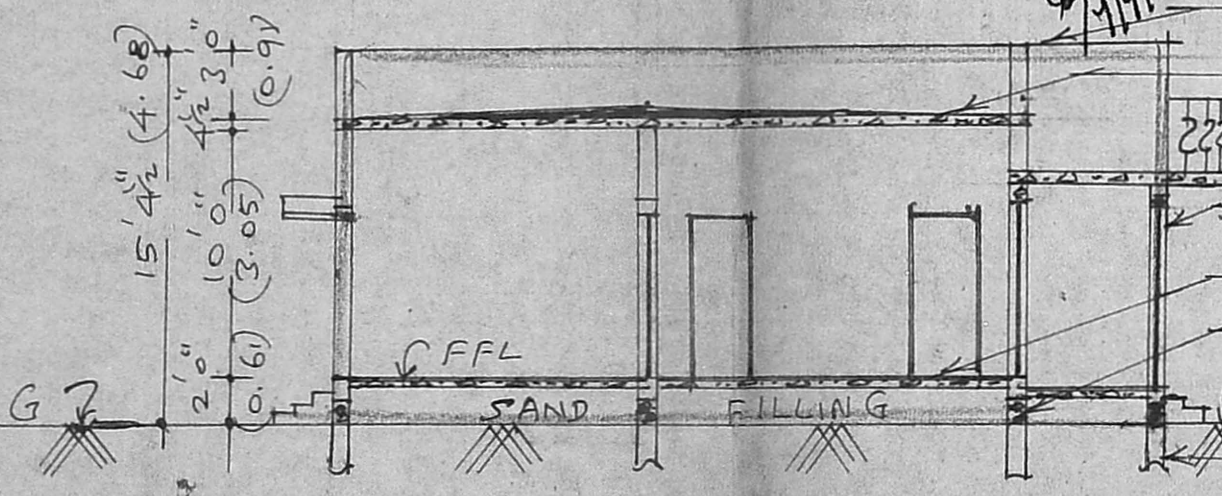 15' 4½" (4.68)
3' 0"
(0.91)
4½"
10' 0"
(3.05)
2' 0"
(0.61)
FFL
SAND FILLING